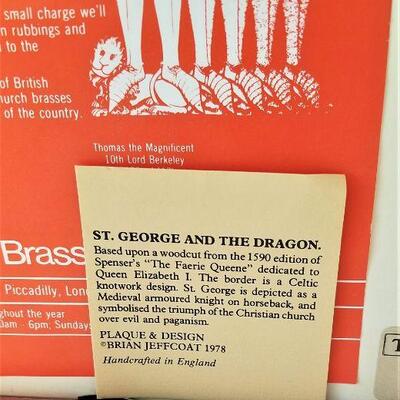 small charge we'll
n rubbings and
d to the
of British
hurch brasses
of the country.
Thomas the Magnificent
10th Lord Berkeley
ST. GEORGE AND THE DRAGON.
Based upon a woodcut from the 1590 edition of
Spenser's "The Faerie Queene" dedicated to
Queen Elizabeth I. The border is a Celtic
knotwork design. St. George is depicted as a
Medieval armoured knight on horseback, and
symbolised the triumph of the Christian church
over evil and paganism.
PLAQUE & DESIGN
©BRIAN JEFFCOAT 1978
Handcrafted in England
Brass
Piccadilly, Lon
oughout the year
0am - 6pm; Sunday
T